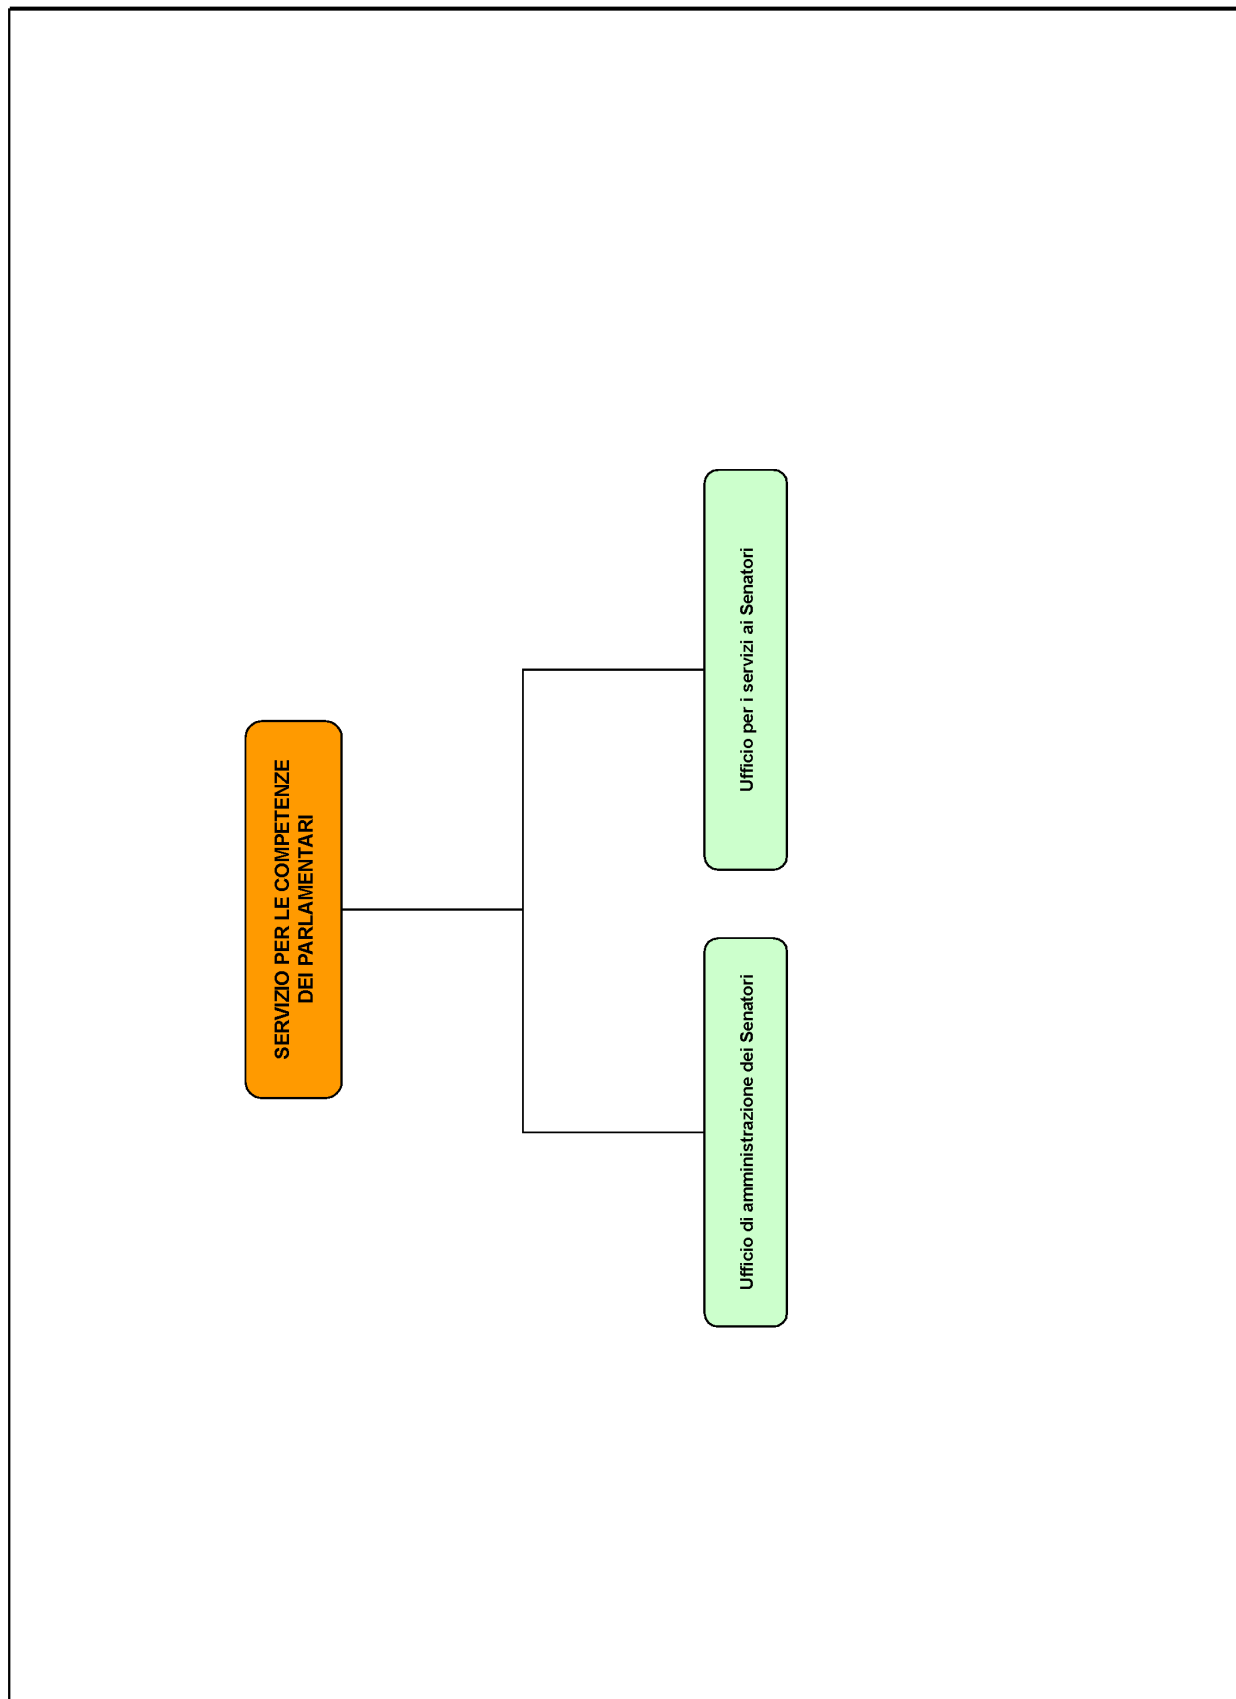 SERVIZIO PER LE COMPETENZE
DEI PARLAMENTARI
Ufficio di amministrazione dei Senatori
Ufficio per i servizi ai Senatori